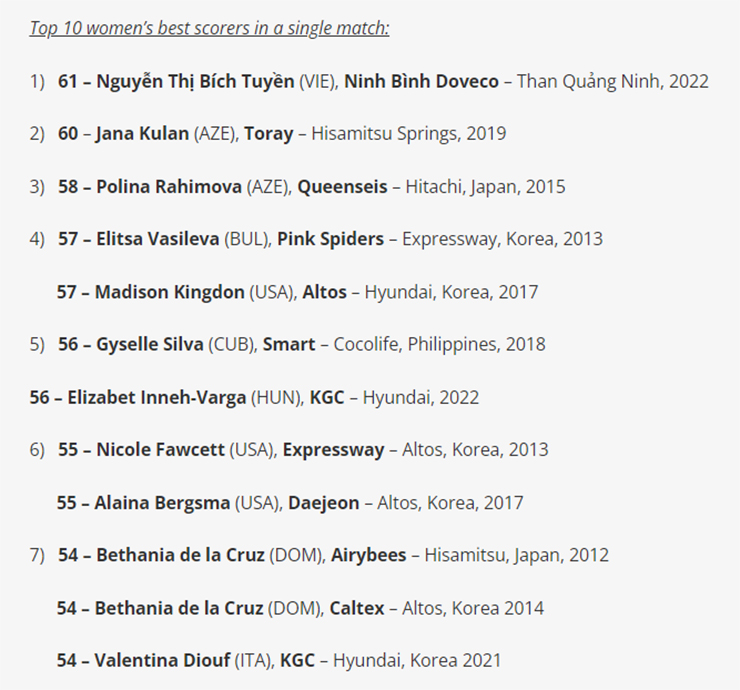 Top 10 women’s best scorers in a single match:
1) 61 – Nguyễn Thị Bích Tuyền (VIE), Ninh Bình Doveco – Than Quảng Ninh, 2022
2) 60 – Jana Kulan (AZE), Toray – Hisamitsu Springs, 2019
3) 58 – Polina Rahimova (AZE), Queenseis – Hitachi, Japan, 2015
4) 57 – Elitsa Vasileva (BUL), Pink Spiders – Expressway, Korea, 2013
57 – Madison Kingdon (USA), Altos – Hyundai, Korea, 2017
5) 56 – Gyselle Silva (CUB), Smart – Cocolife, Philippines, 2018
56 – Elizabet Inneh-Varga (HUN), KGC – Hyundai, 2022
6) 55 – Nicole Fawcett (USA), Expressway – Altos, Korea, 2013
55 – Alaina Bergsma (USA), Daejeon – Altos, Korea, 2017
7) 54 – Bethania de la Cruz (DOM), Airybees – Hisamitsu, Japan, 2012
54 – Bethania de la Cruz (DOM), Caltex – Altos, Korea 2014
54 – Valentina Diouf (ITA), KGC – Hyundai, Korea 2021